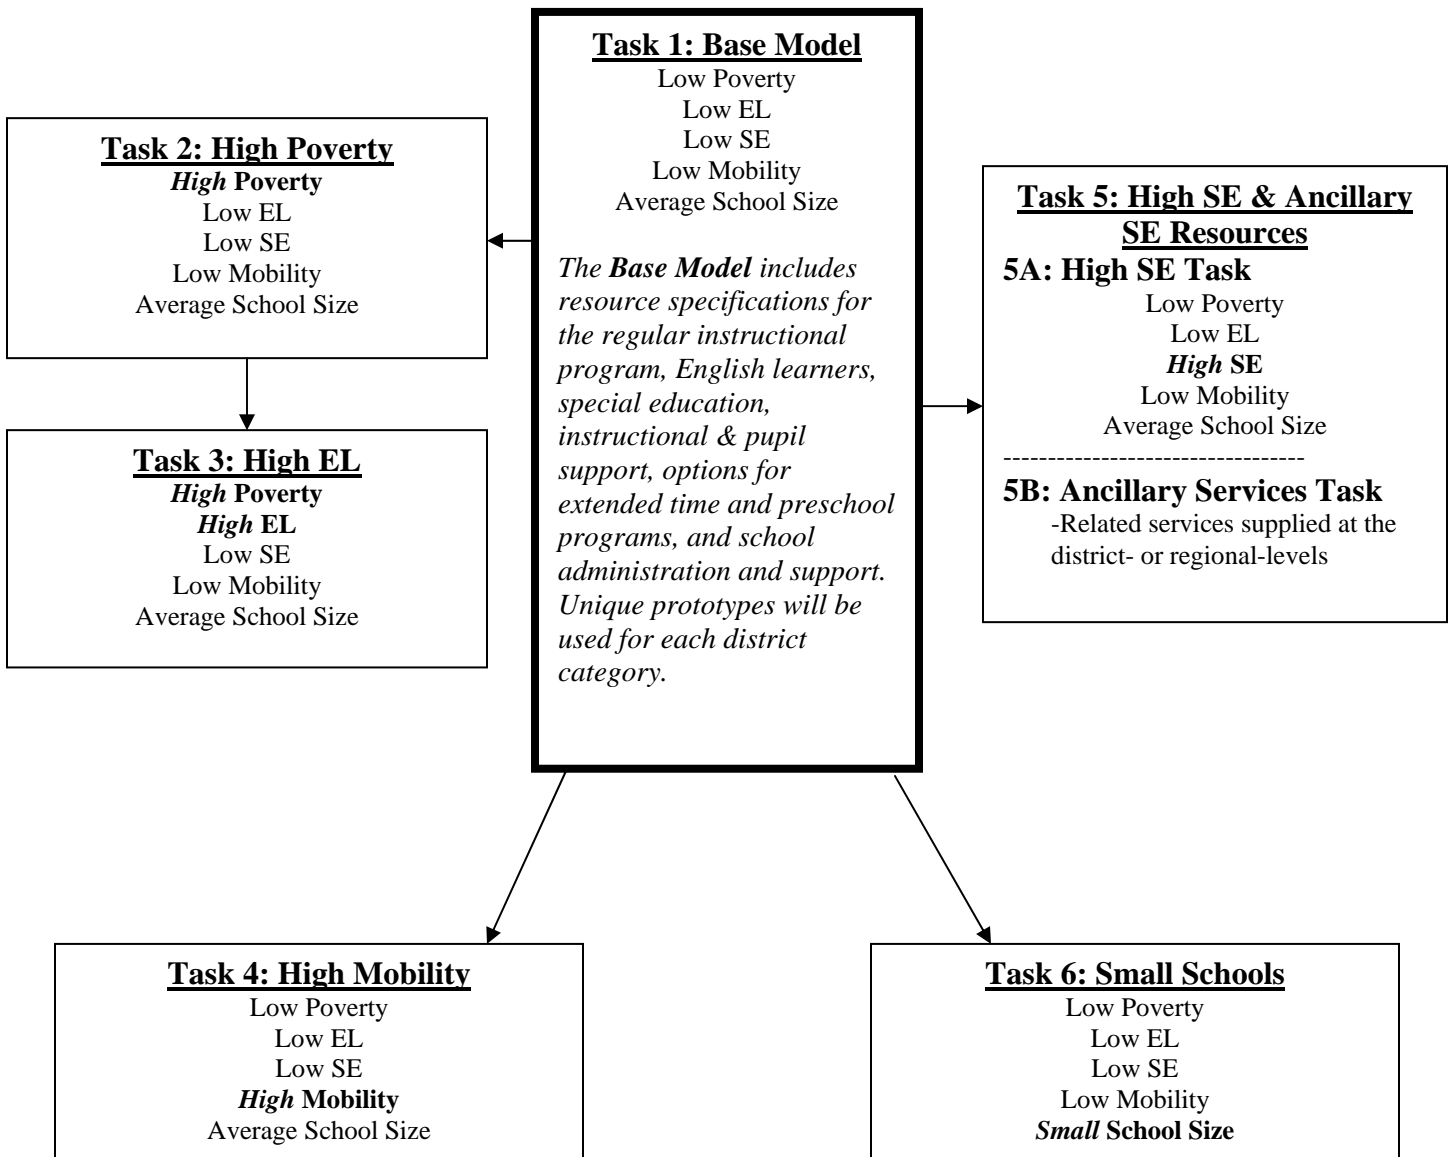 Task 1: Base Model
Low Poverty
Low EL
Low SE
Low Mobility
Average School Size
The Base Model includes
resource specifications for
the regular instructional
program, English learners,
special education,
instructional & pupil
support, options for
extended time and preschool
programs, and school
administration and support.
Unique prototypes will be
used for each district
category.
Task 2: High Poverty
High Poverty
Low EL
Low SE
Low Mobility
Average School Size
Task 3: High EL
High Poverty
High EL
Low SE
Low Mobility
Average School Size
Task 5: High SE & Ancillary
SE Resources
5A: High SE Task
Low Poverty
Low EL
High SE
Low Mobility
Average School Size
----------------------------------
5B: Ancillary Services Task
-Related services supplied at the
district- or regional-levels
Task 4: High Mobility
Low Poverty
Low EL
Low SE
High Mobility
Average School Size
Task 6: Small Schools
Low Poverty
Low EL
Low SE
Low Mobility
Small School Size